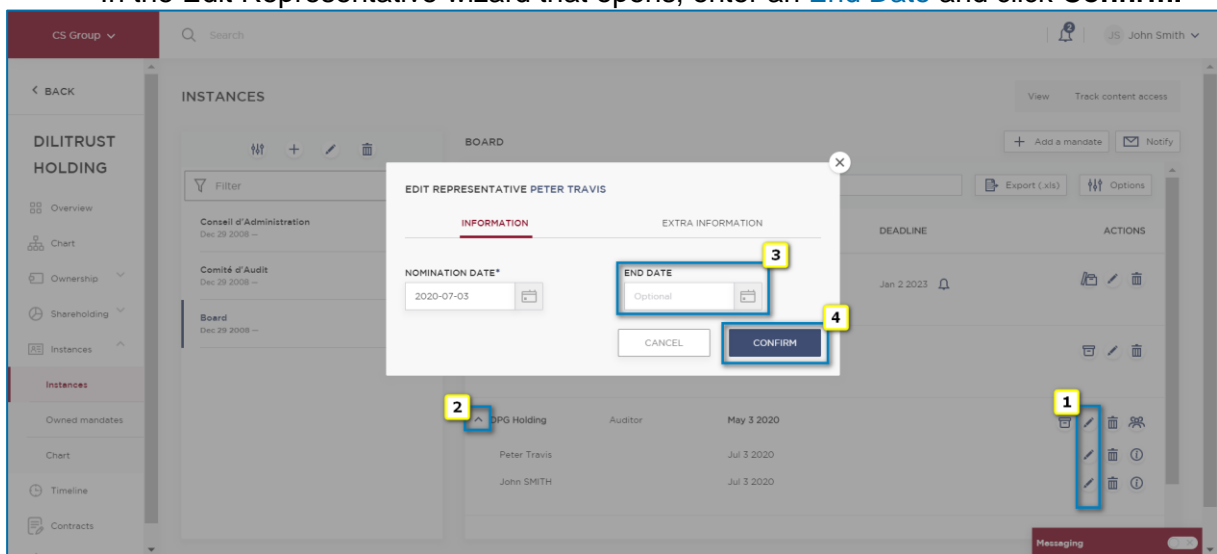 In the Edit Representative wizard that opens, enter an End Date and click Confirm.
CS Group
Search
2
JS John Smith
BACK
INSTANCES
View Track content access
DILITRUST
HOLDING
BOARD
+ Add a mandate Notify
Filter
Export (.xls) Options
EDIT REPRESENTATIVE PETER TRAVIS
INFORMATION EXTRA INFORMATION
Overview
Conseil d'Administration
Dec 29 2008 —
DEADLINE ACTIONS
Chart
3
Ownership
Comité d'Audit
Dec 29 2008 —
NOMINATION DATE* END DATE
2020-07-03 Optional
Jan 2 2023
Shareholding
Board
Dec 29 2008 —
4
CANCEL CONFIRM
Instances
Instances
Owned mandates
2
1
DPG Holding Auditor May 3 2020
Chart
Peter Travis Jul 3 2020
John SMITH Jul 3 2020
Timeline
Contracts
Messaging